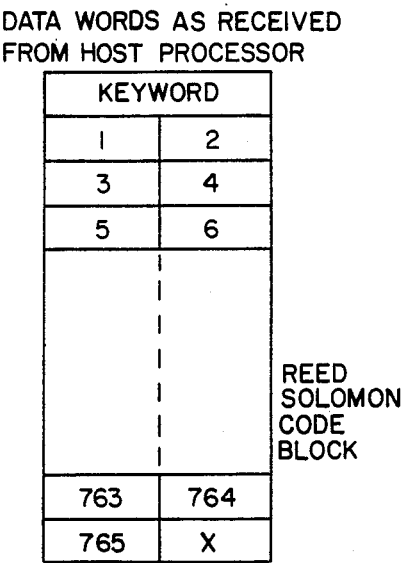 DATA WORDS AS RECEIVED
FROM HOST PROCESSOR
KEYWORD
1 2
3 4
5 6
REED
SOLOMON
CODE
BLOCK
763 764
765 X